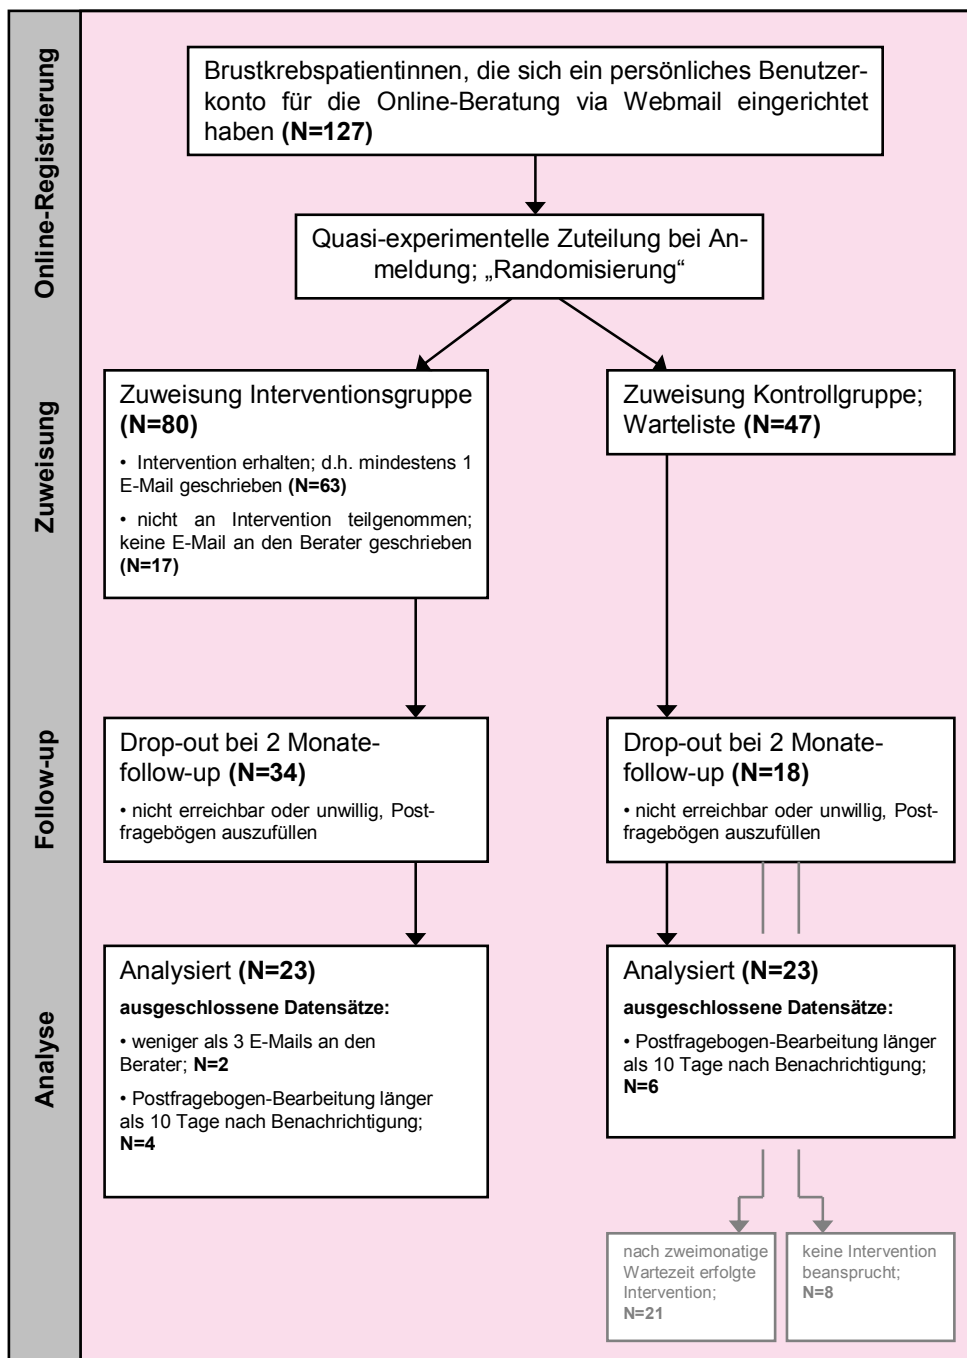 Online-Registrierung
Brustkrebspatientinnen, die sich ein persönliches Benutzer-
konto für die Online-Beratung via Webmail eingerichtet
haben (N=127)
Quasi-experimentelle Zuteilung bei An-
meldung; „Randomisierung“
Zuweisung
Zuweisung Interventionsgruppe
(N=80)
• Intervention erhalten; d.h. mindestens 1
E-Mail geschrieben (N=63)
• nicht an Intervention teilgenommen;
keine E-Mail an den Berater geschrieben
(N=17)
Zuweisung Kontrollgruppe;
Warteliste (N=47)
Follow-up
Drop-out bei 2 Monate-
follow-up (N=34)
• nicht erreichbar oder unwillig, Post-
fragebögen auszufüllen
Drop-out bei 2 Monate-
follow-up (N=18)
• nicht erreichbar oder unwillig, Post-
fragebögen auszufüllen
Analyse
Analysiert (N=23)
ausgeschlossene Datensätze:
• weniger als 3 E-Mails an den
Berater; N=2
• Postfragebogen-Bearbeitung länger
als 10 Tage nach Benachrichtigung;
N=4
Analysiert (N=23)
ausgeschlossene Datensätze:
• Postfragebogen-Bearbeitung länger
als 10 Tage nach Benachrichtigung;
N=6
nach zweimonatige
Wartezeit erfolgte
Intervention;
N=21
keine Intervention
beansprucht;
N=8